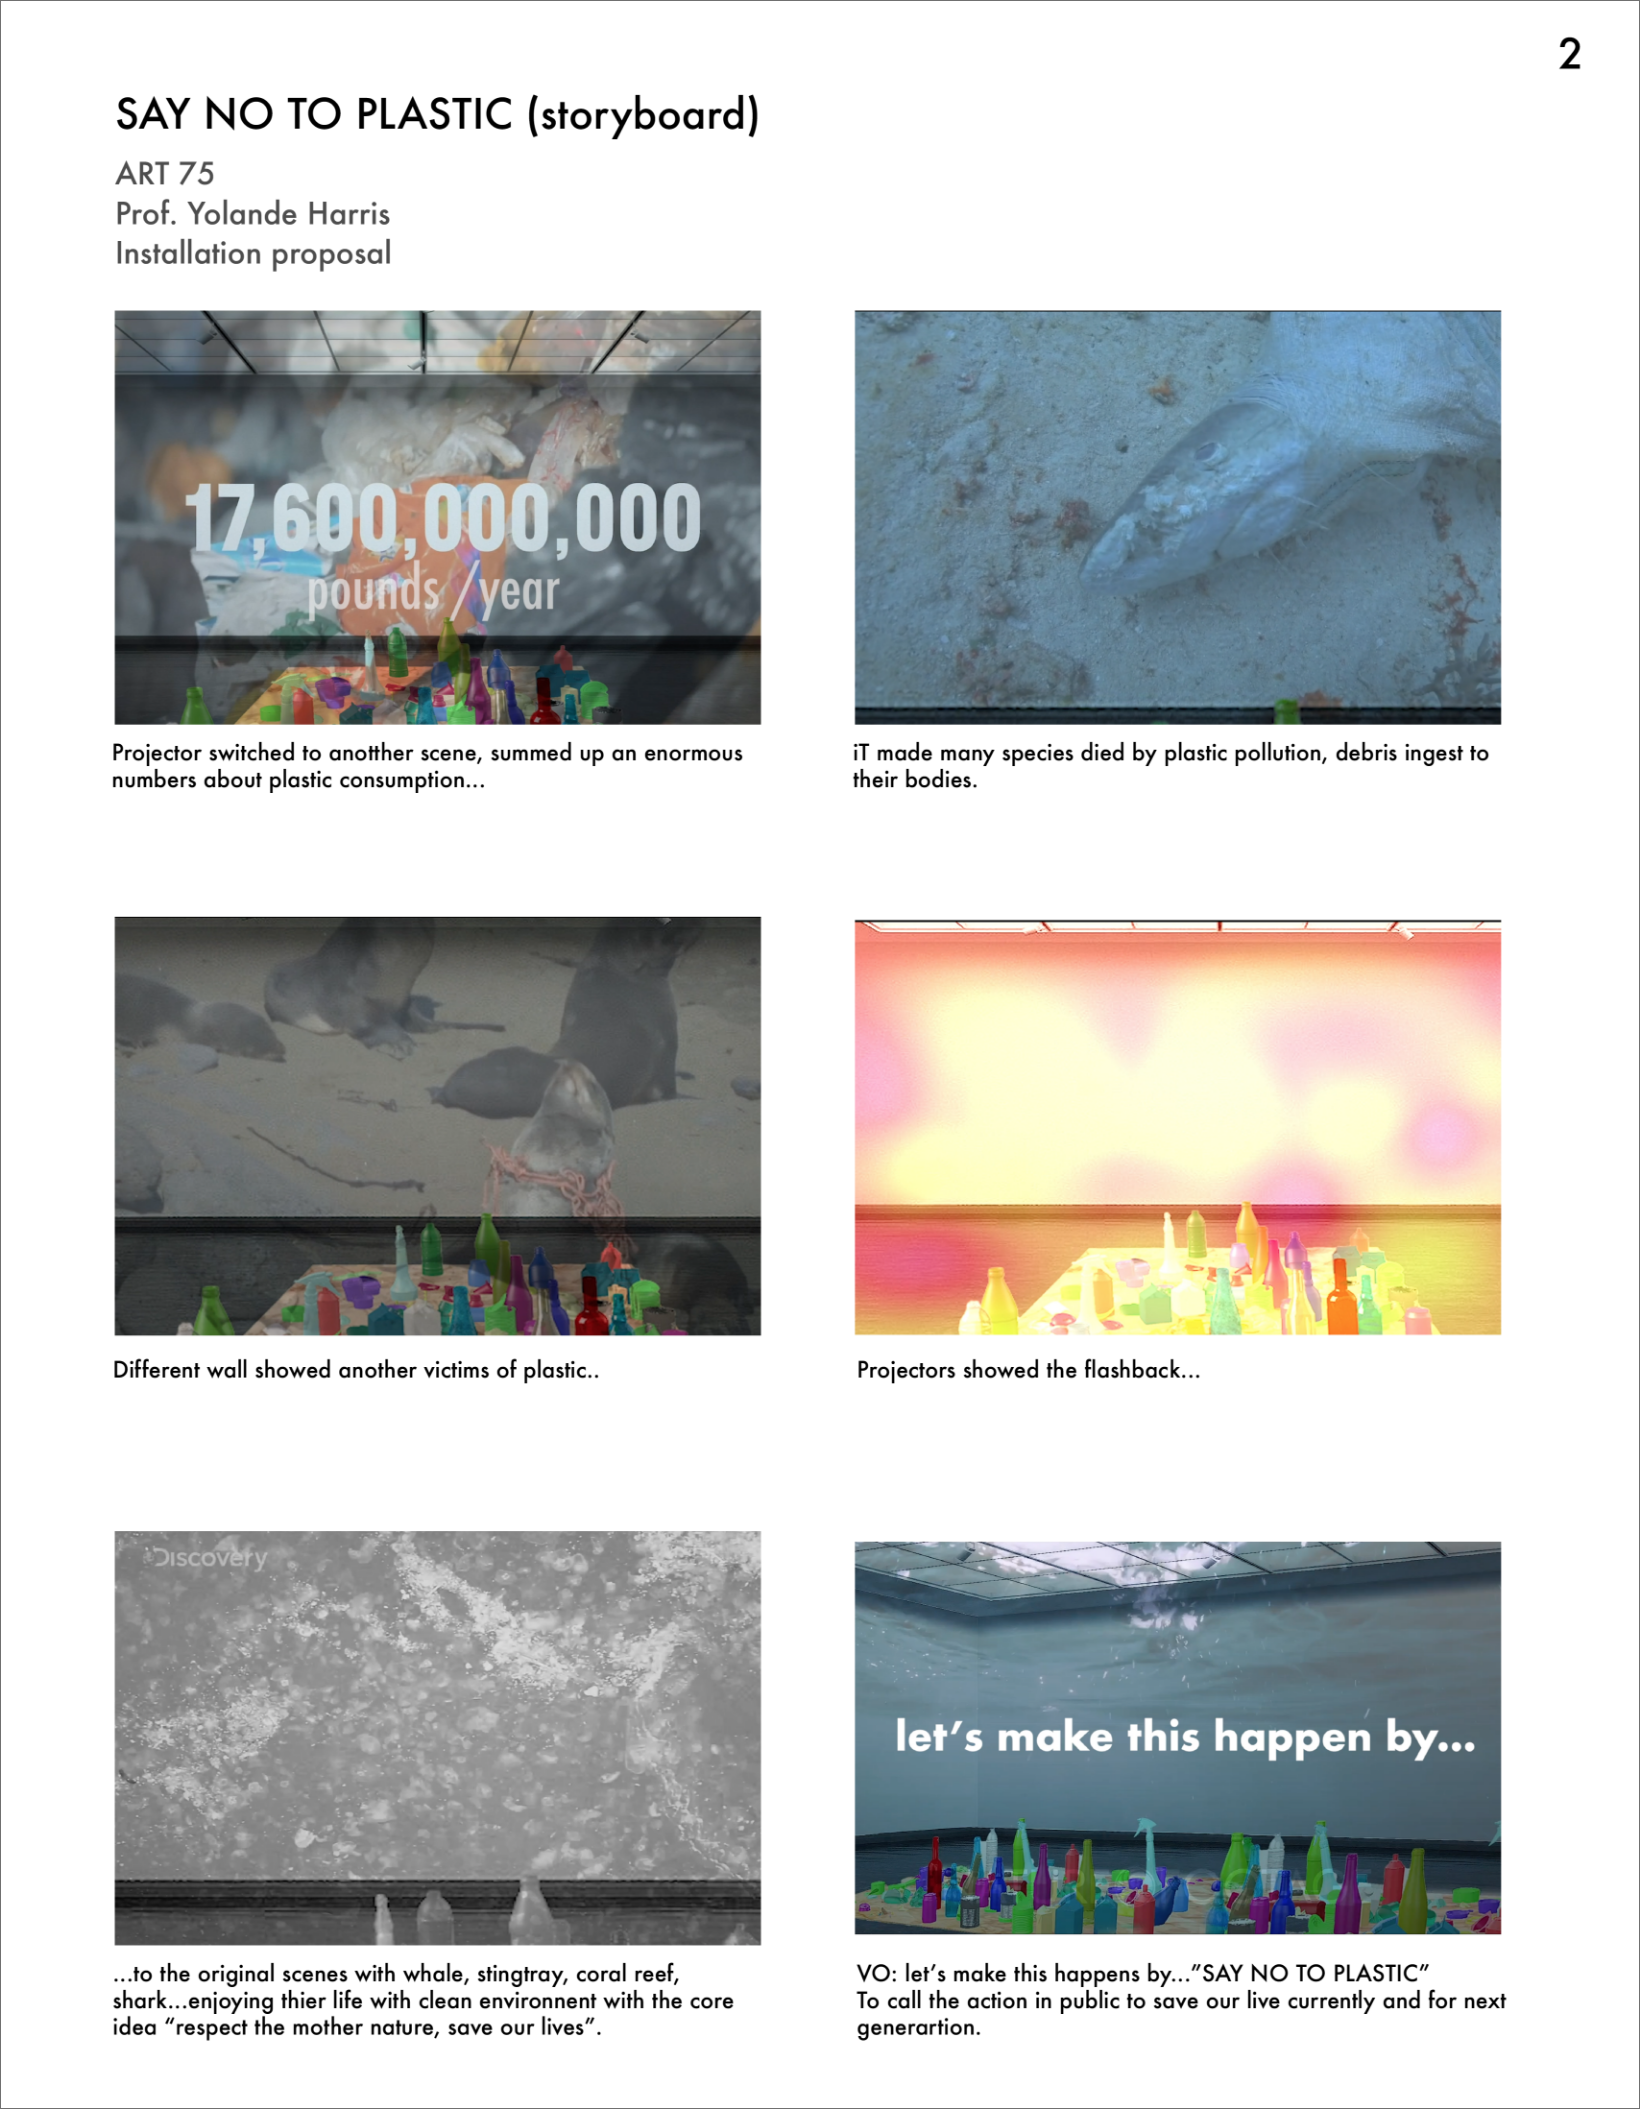 2
SAY NO TO PLASTIC (storyboard)
ART 75
Prof. Yolande Harris
Installation proposal
17,600,000,000
pounds /year
Projector switched to anotther scene, summed up an enormous
numbers about plastic consumption...
iT made many species died by plastic pollution, debris ingest to
their bodies.
Different wall showed another victims of plastic..
Projectors showed the flashback...
Discovery
...to the original scenes with whale, stingtray, coral reef,
shark...enjoying thier life with clean environnent with the core
idea “respect the mother nature, save our lives”.
let’s make this happen by...
VO: let’s make this happens by...”SAY NO TO PLASTIC”
To call the action in public to save our live currently and for next
generartion.